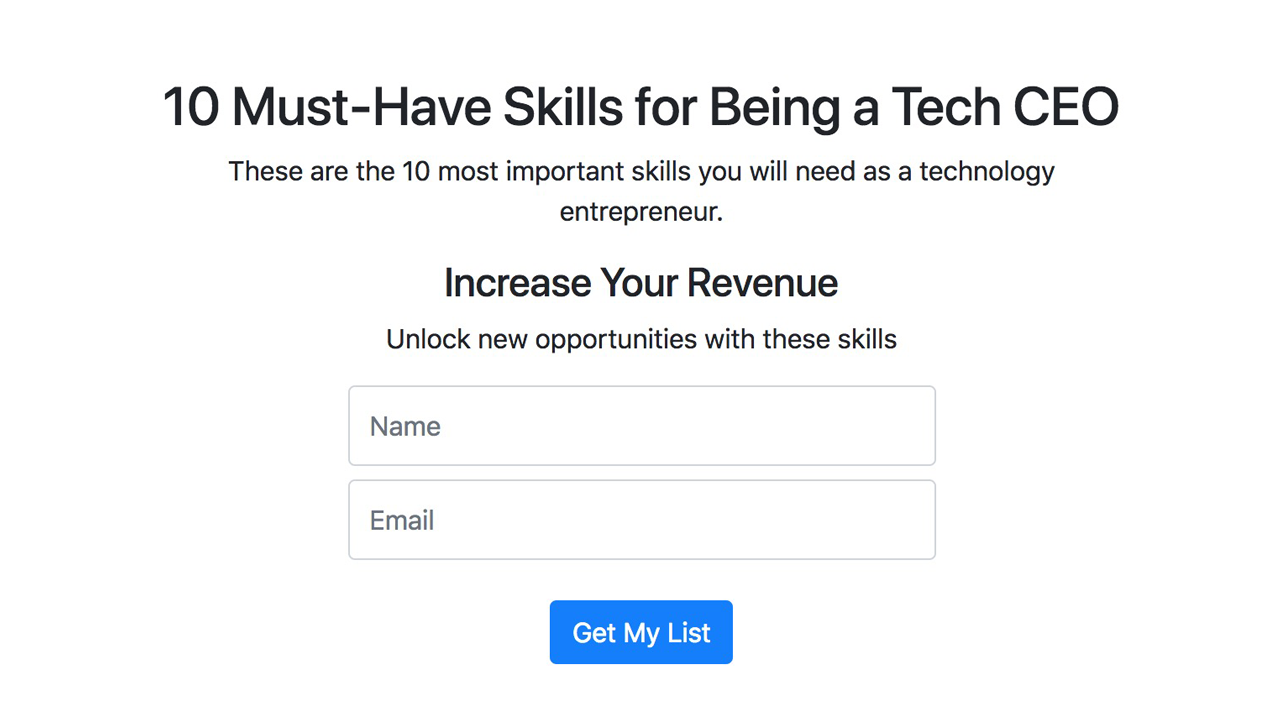 10 Must-Have Skills for Being a Tech CEO
These are the 10 most important skills you will need as a technology
entrepreneur.
Increase Your Revenue
Unlock new opportunities with these skills
Name
Email
Get My List